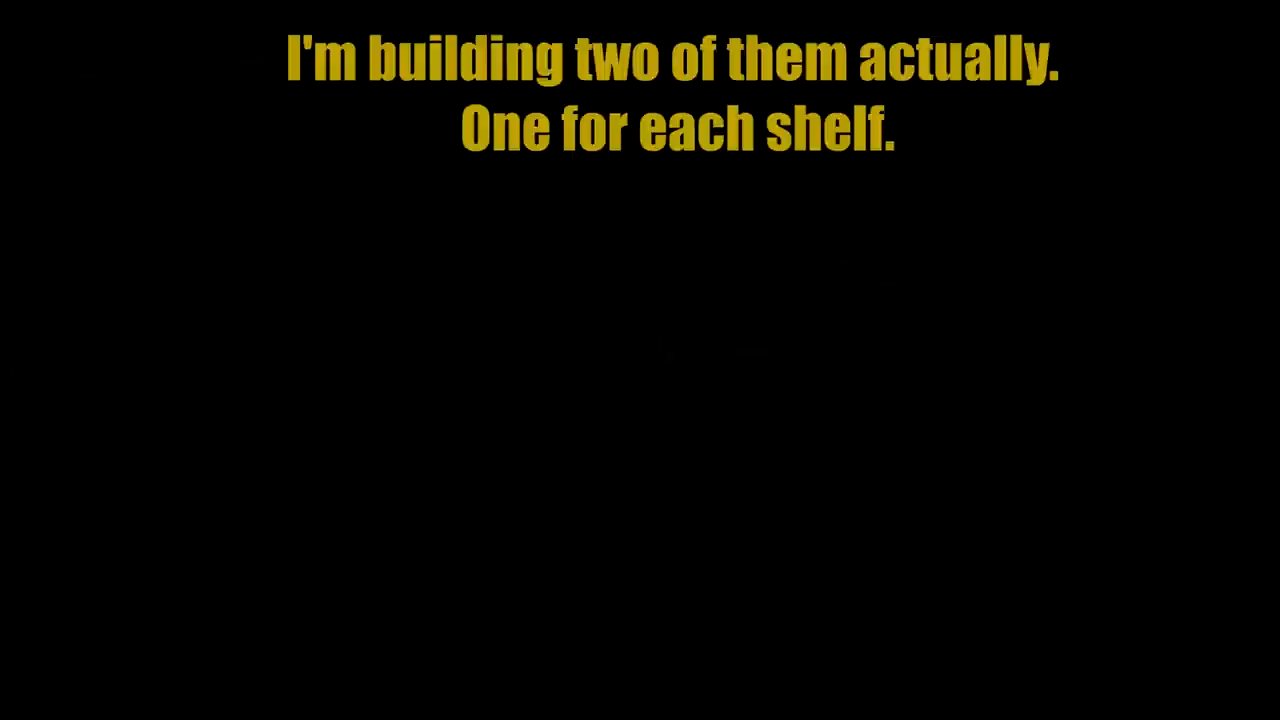 I'm building two of them actually.
One for each shelf.